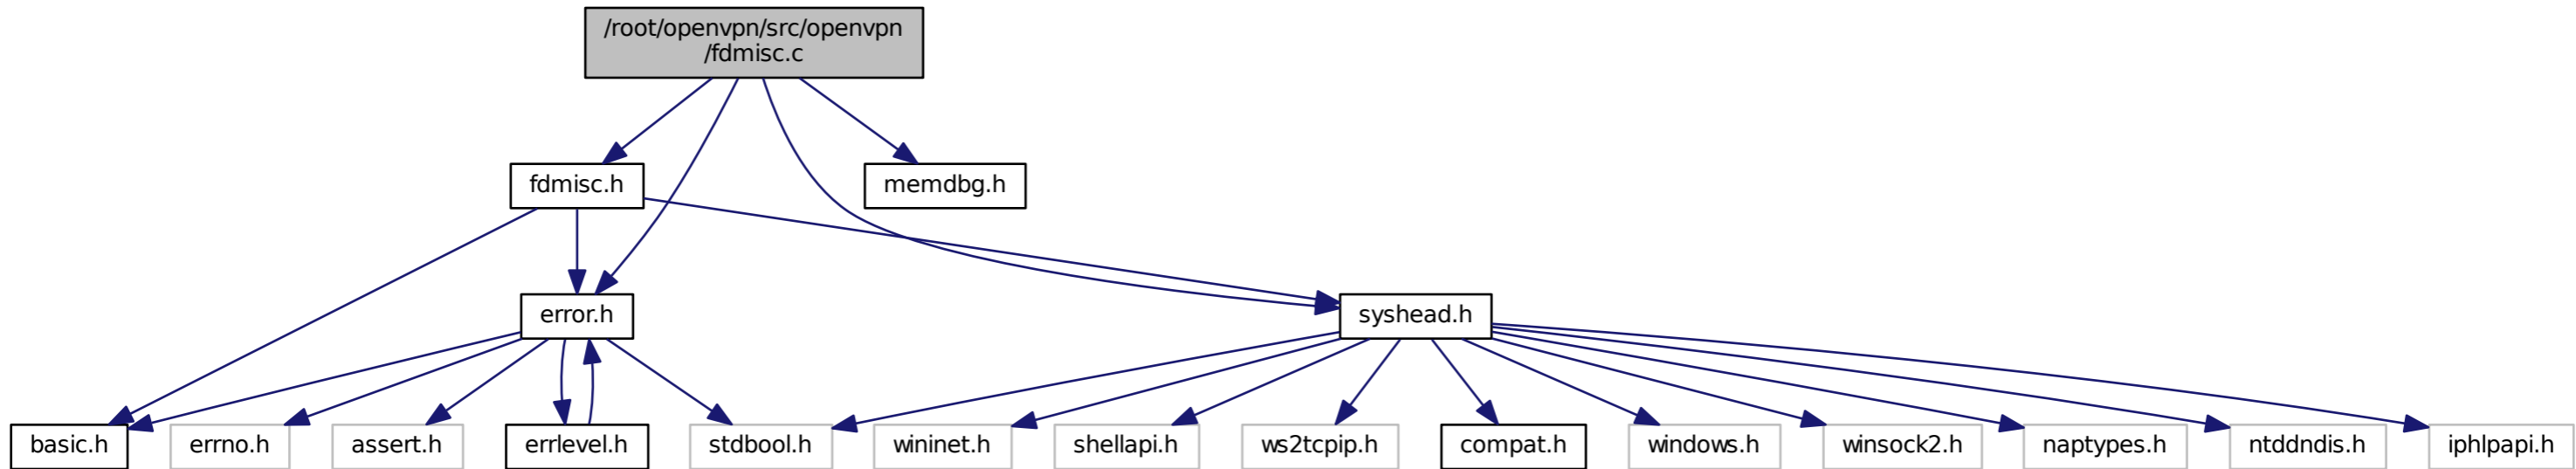 /root/openvpn/src/openvpn
/fdmisc.c
fdmisc.h
memdbg.h
error.h
syshead.h
basic.h
errno.h
assert.h
errlevel.h
stdbool.h
wininet.h
shellapi.h
ws2tcpip.h
compat.h
windows.h
winsock2.h
naptypes.h
ntddndis.h
iphlpapi.h